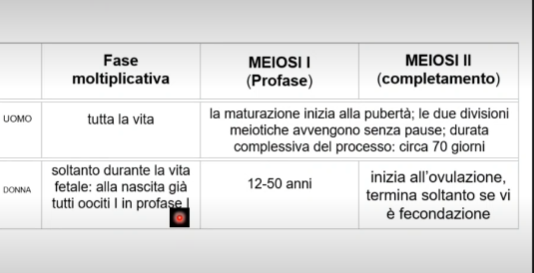 Fase
moltiplicativa
MEIOSI I
(Profase)
MEIOSI II
(completamento)
UOMO
tutta la vita
la maturazione inizia alla pubertà; le due divisioni
meiotiche avvengono senza pause; durata
complessiva del processo: circa 70 giorni
DONNA
soltanto durante la vita
fetale: alla nascita già
tutti oociti I in profase I
12-50 anni
inizia all'ovulazione,
termina soltanto se vi
è fecondazione